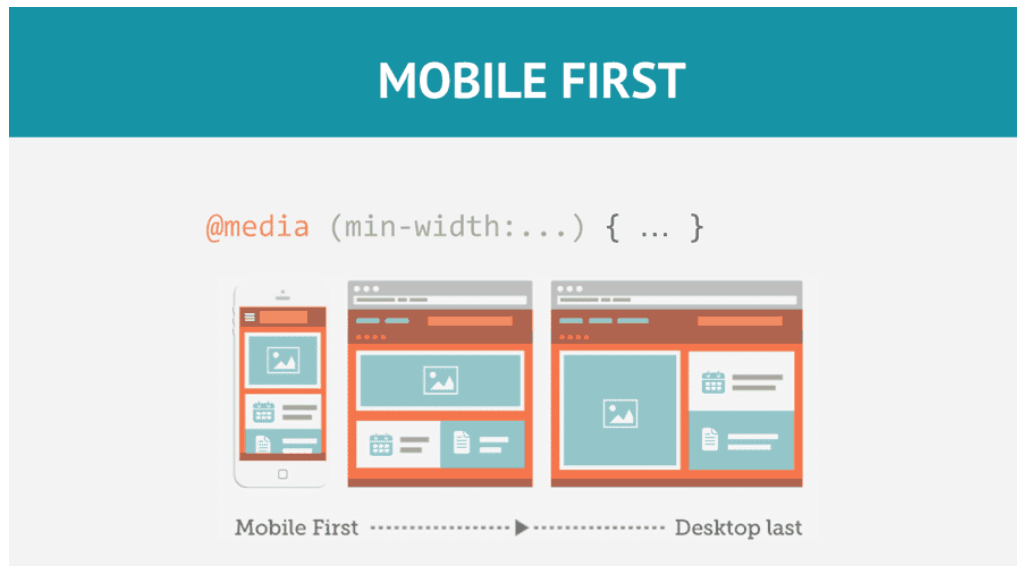 MOBILE FIRST
@media (min-width:...) { ... }
Mobile First
Desktop last